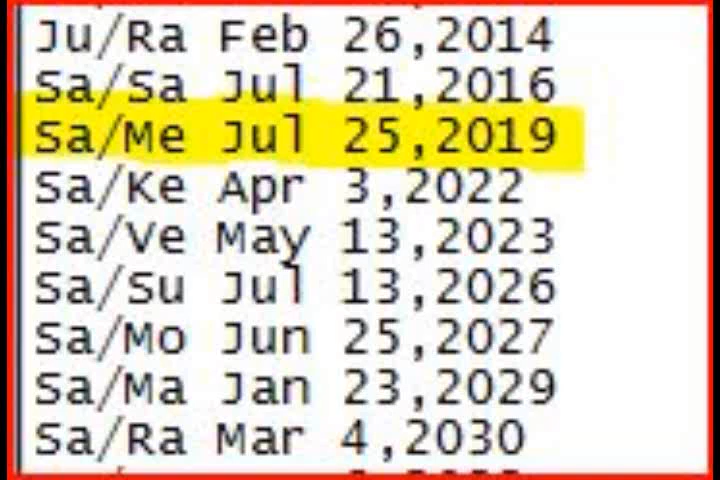 Ju/Ra Feb 26,2014
Sa/Sa Jul 21,2016
Sa/Me Jul 25,2019
Sa/Ke Apr 3,2022
Sa/Ve May 13,2023
Sa/Su Jul 13,2026
Sa/Mo Jun 25,2027
Sa/Ma Jan 23,2029
Sa/Ra Mar 4,2030